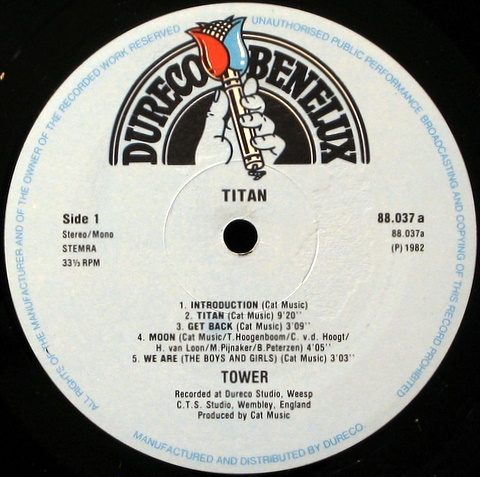 ALL RIGHTS OF THE MANUFACTURER AND OF THE OWNER OF THE RECORDED WORK RESERVED
UNAUTHORISED PUBLIC PERFORMANCE BROADCASTING AND COPYING OF THIS RECORD PROHIBITED
DURECO BENELUX
TITAN
Side 1
Stereo/Mono
STEMRA
33⅓ RPM
88.037 a
88.037a
(P) 1982
1. INTRODUCTION (Cat Music)
2. TITAN (Cat Music) 9'20''
3. GET BACK (Cat Music) 3'09''
4. MOON (Cat Music/T.Hoogenboom/C. v.d. Hoogt/
H. van Loon/M.Pijnaker/B.Peterzen) 4'05''
5. WE ARE (THE BOYS AND GIRLS) (Cat Music) 3'03''
TOWER
Recorded at Dureco Studio, Weesp
C.T.S. Studio, Wembley, England
Produced by Cat Music
MANUFACTURED AND DISTRIBUTED BY DURECO